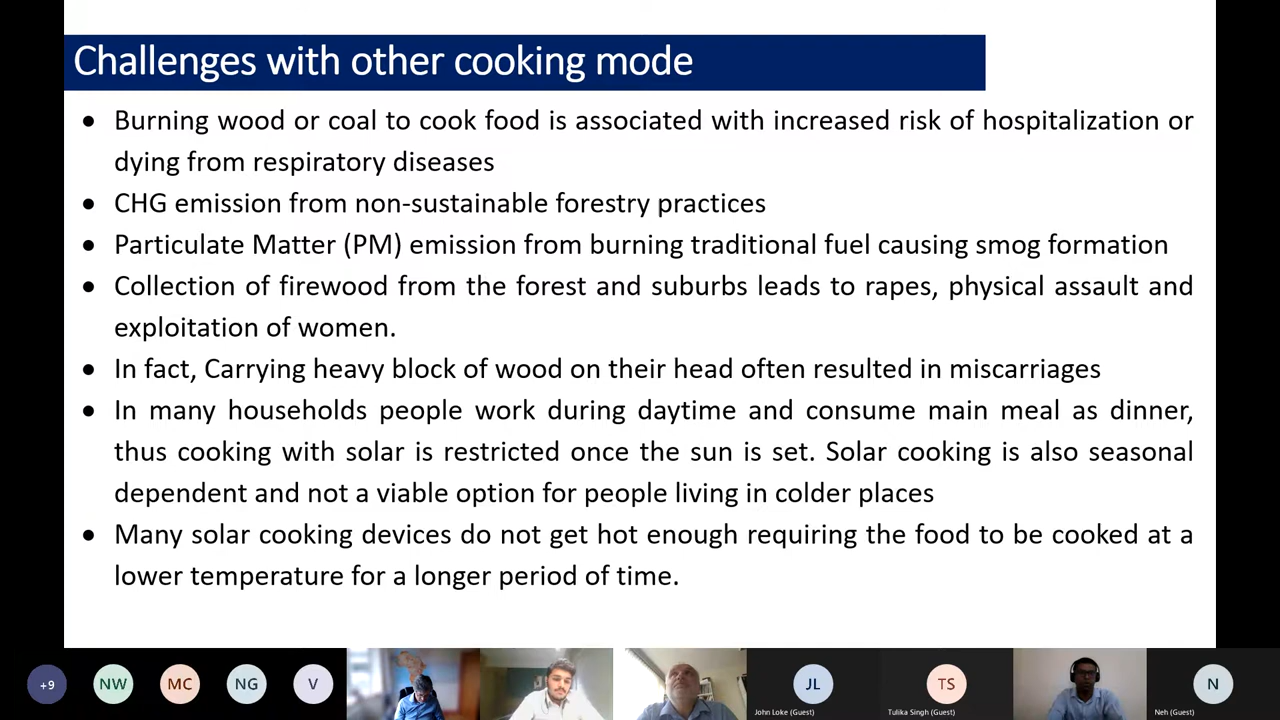 Challenges with other cooking mode
• Burning wood or coal to cook food is associated with increased risk of hospitalization or
dying from respiratory diseases
• CHG emission from non-sustainable forestry practices
• Particulate Matter (PM) emission from burning traditional fuel causing smog formation
• Collection of firewood from the forest and suburbs leads to rapes, physical assault and
exploitation of women.
• In fact, Carrying heavy block of wood on their head often resulted in miscarriages
• In many households people work during daytime and consume main meal as dinner,
thus cooking with solar is restricted once the sun is set. Solar cooking is also seasonal
dependent and not a viable option for people living in colder places
• Many solar cooking devices do not get hot enough requiring the food to be cooked at a
lower temperature for a longer period of time.
+9 NW MC NG V JL TS N
John Loke (Guest) Tulika Singh (Guest) Neh (Guest)